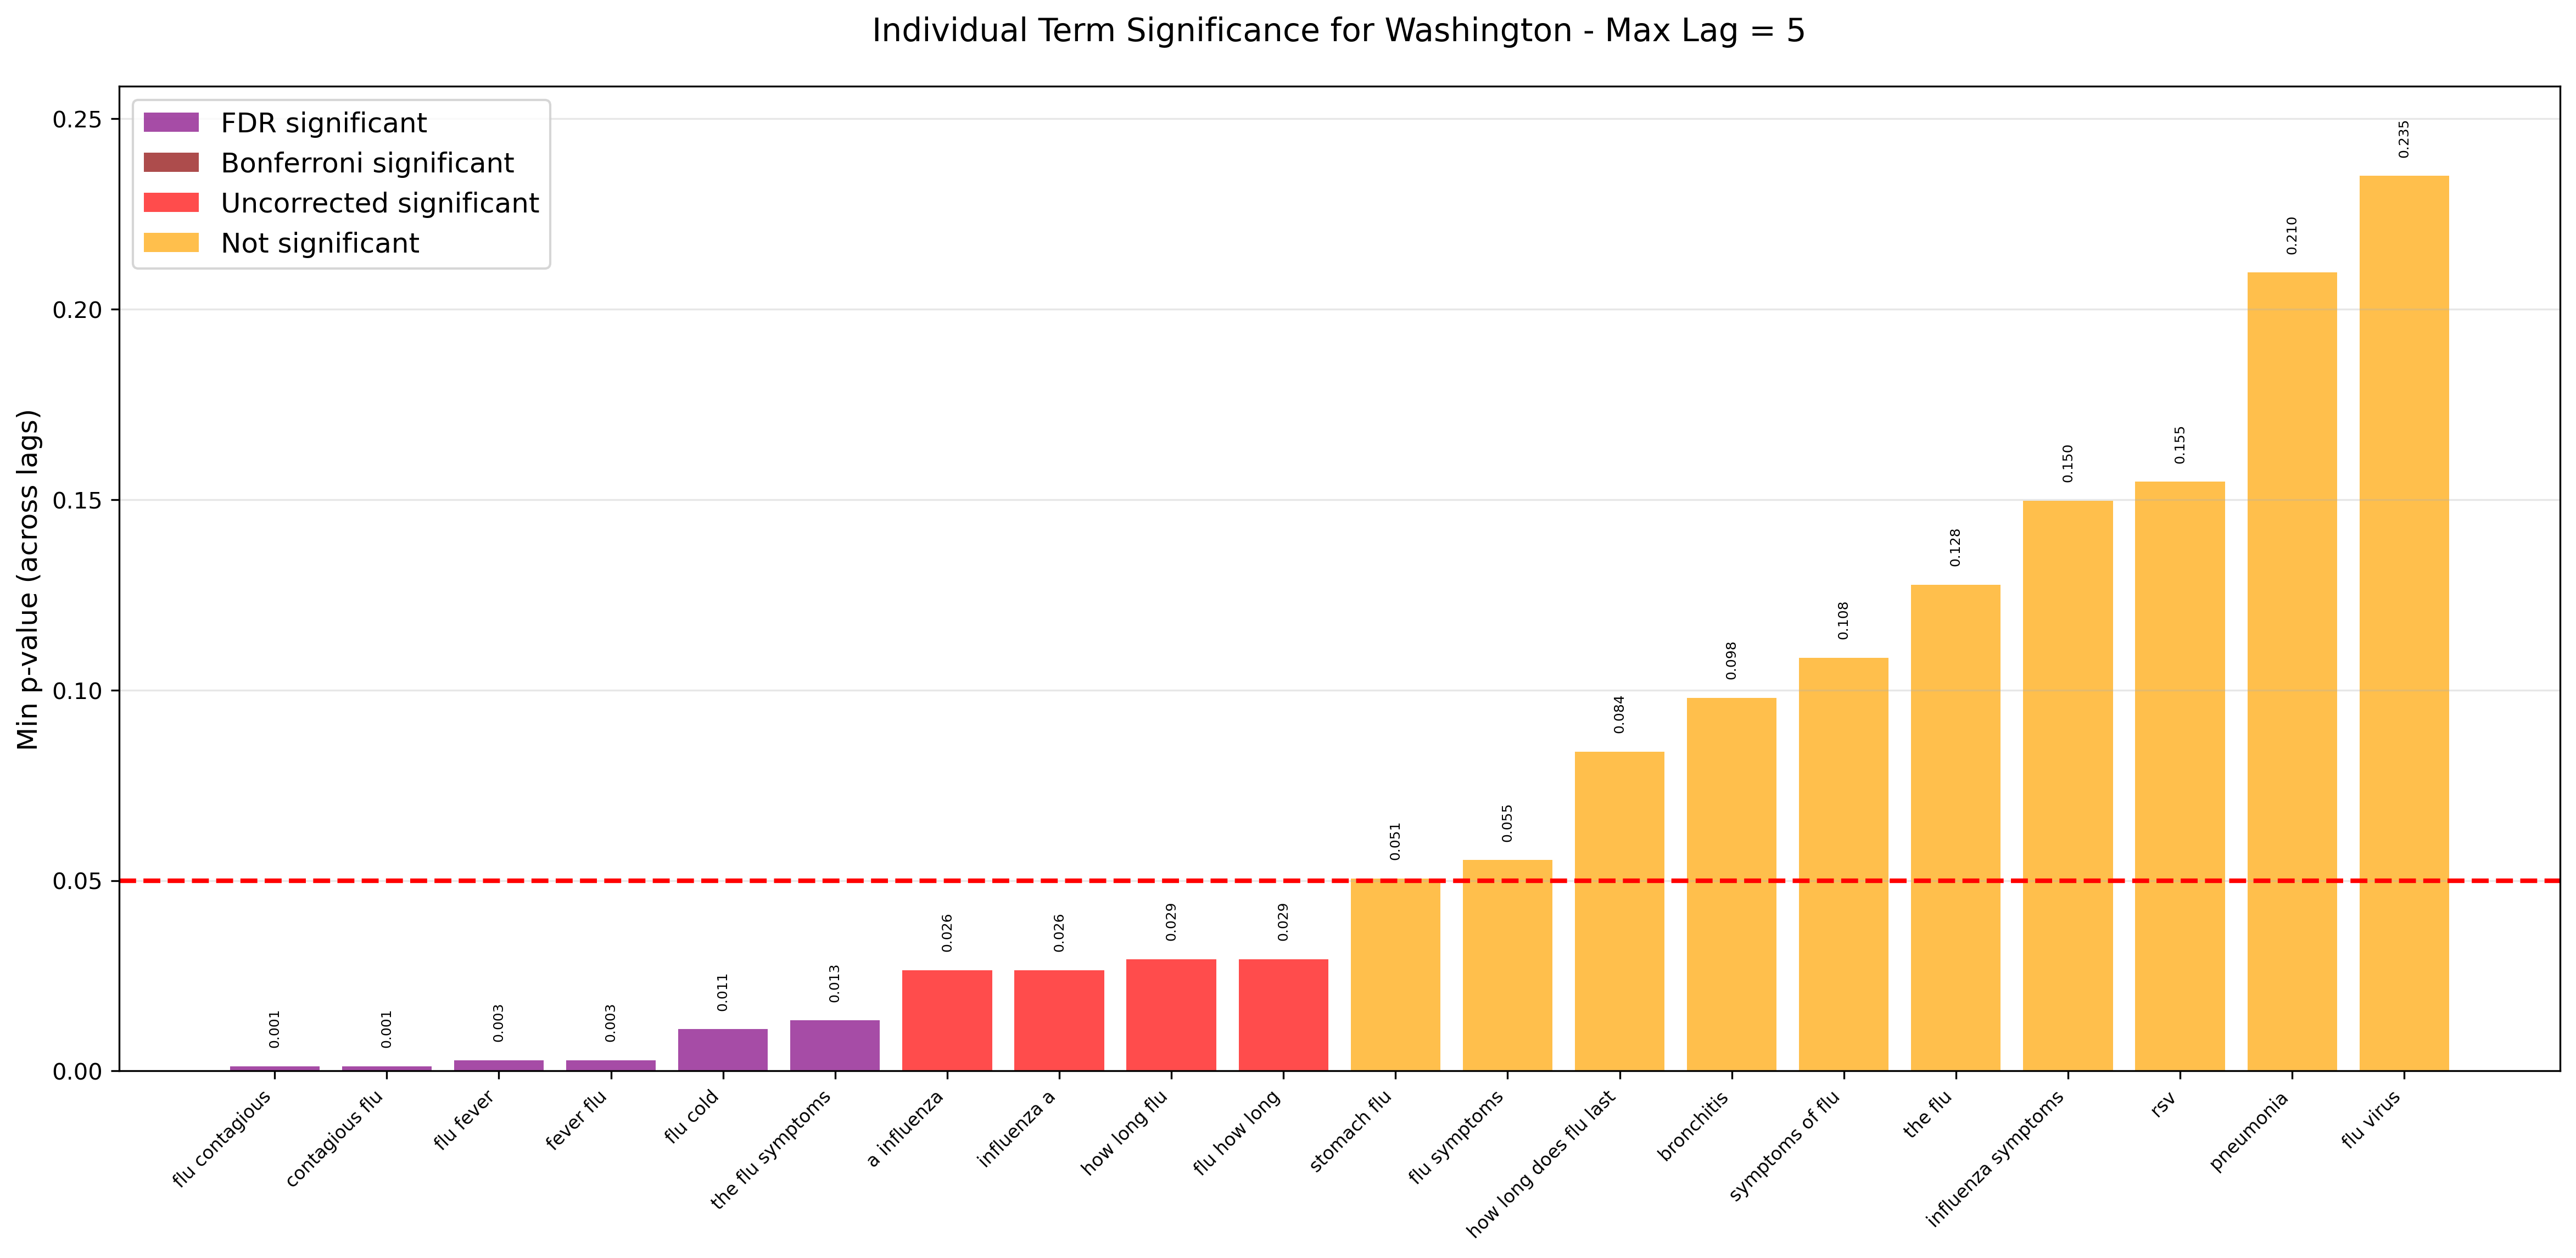 Individual Term Significance for Washington - Max Lag = 5
FDR significant
Bonferroni significant
Uncorrected significant
Not significant
Min p-value (across lags)
0.25
0.20
0.15
0.10
0.05
0.00
0.001
0.001
0.003
0.003
0.011
0.013
0.026
0.026
0.029
0.029
0.051
0.055
0.084
0.098
0.108
0.128
0.150
0.155
0.210
0.235
flu contagious
contagious flu
flu fever
fever flu
flu cold
the flu symptoms
a influenza
influenza a
how long flu
flu how long
stomach flu
flu symptoms
how long does flu last
bronchitis
symptoms of flu
the flu
influenza symptoms
rsv
pneumonia
flu virus